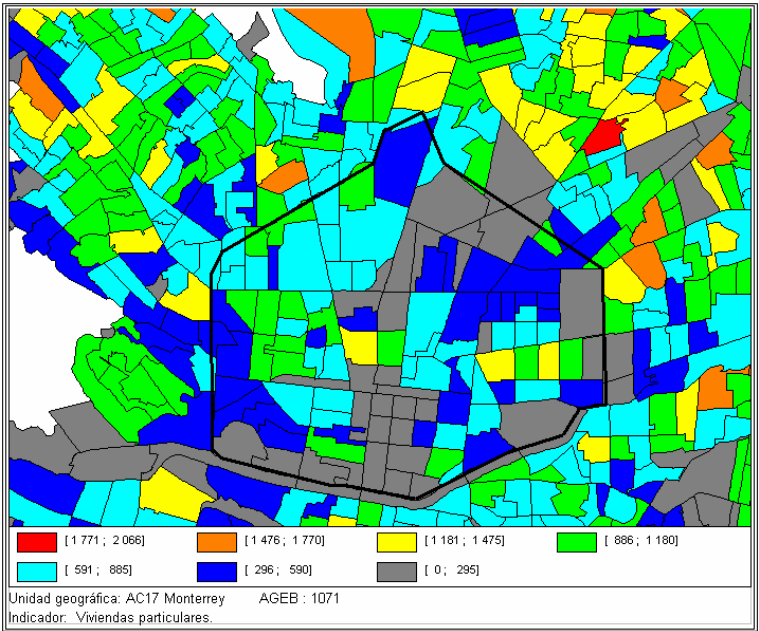 [1 771 ; 2 066] [1 476 ; 1 770] [1 181 ; 1 475] [ 886 ; 1 180]
[ 591 ; 885] [ 296 ; 590] [ 0 ; 295]
Unidad geográfica: AC17 Monterrey AGEB : 1071
Indicador: Viviendas particulares.